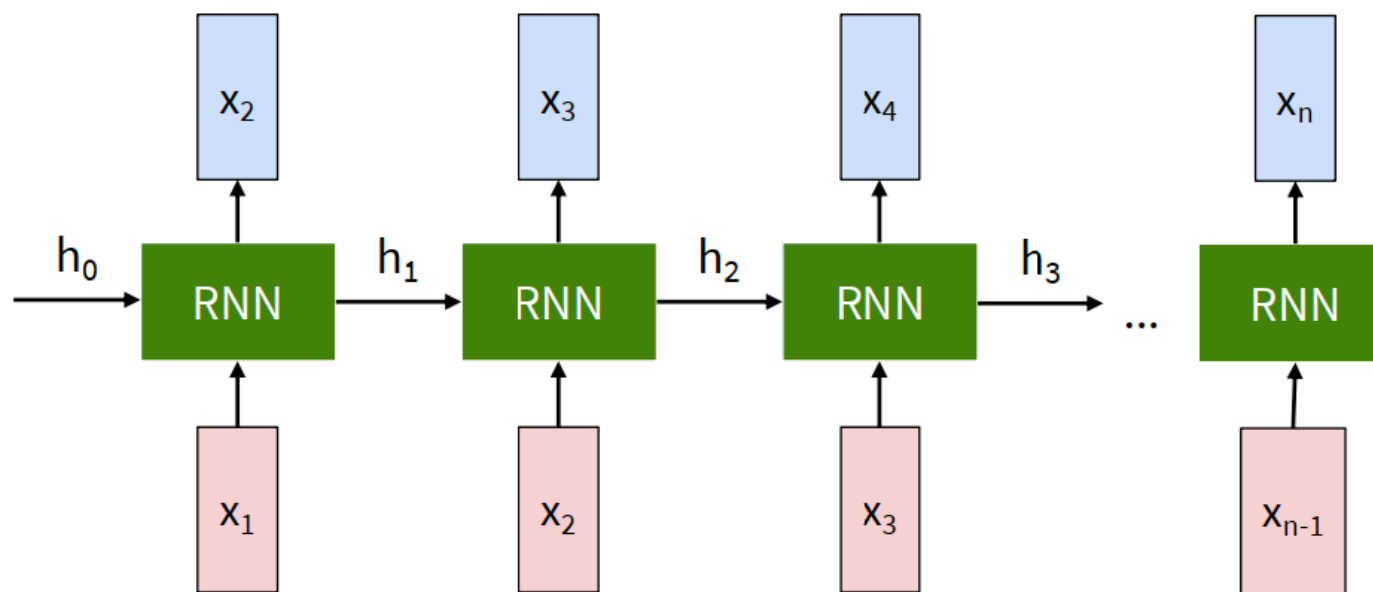 x₂ x₃ x₄ xₙ
h₀ h₁ h₂ h₃
RNN RNN RNN ... RNN
x₁ x₂ x₃ xₙ₋₁